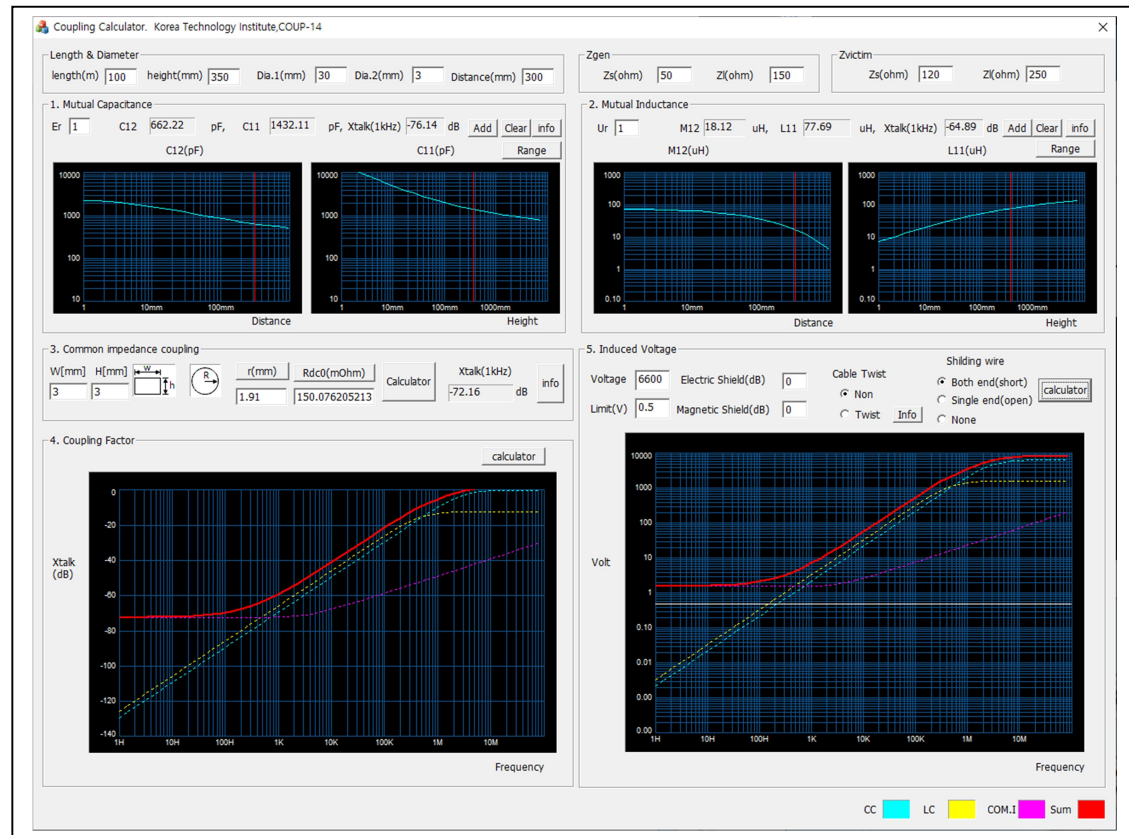 Coupling Calculator. Korea Technology Institute,COUP-14
Length & Diameter
length(m) 100 height(mm) 350 Dia.1(mm) 30 Dia.2(mm) 3 Distance(mm) 300
Zgen
Zs(ohm) 50 Zl(ohm) 150
Zvictim
Zs(ohm) 120 Zl(ohm) 250
1. Mutual Capacitance
Er 1 C12 662.22 pF, C11 1432.11 pF, Xtalk(1kHz) -76.14 dB Add Clear info
C12(pF) C11(pF) Range
10000
1000
100
10
1 10mm 100mm
Distance
10000
1000
100
10
1 10mm 100mm 1000mm
Height
2. Mutual Inductance
Ur 1 M12 18.12 uH, L11 77.69 uH, Xtalk(1kHz) -64.89 dB Add Clear info
M12(uH) L11(uH) Range
1000
100
10
1
0.10
1 10mm 100mm
Distance
1000
100
10
1
0.10
1 10mm 100mm 1000mm
Height
3. Common impedance coupling
W[mm] H[mm] w h R r(mm) Rdc0(mOhm) Calculator Xtalk(1kHz) info
3 3 1.91 150.076205213 -72.16 dB
4. Coupling Factor
calculator
Xtalk
(dB)
0
-20
-40
-60
-80
-100
-120
-140
1H 10H 100H 1K 10K 100K 1M 10M
Frequency
5. Induced Voltage
Voltage 6600 Electric Shield(dB) 0
Limit(V) 0.5 Magnetic Shield(dB) 0
Cable Twist
Non
Twist Info
Shilding wire
Both end(short)
Single end(open)
None
calculator
Volt
10000
1000
100
10
1
0.10
0.01
0.00
0.00
1H 10H 100H 1K 10K 100K 1M 10M
Frequency
CC LC COM.I Sum